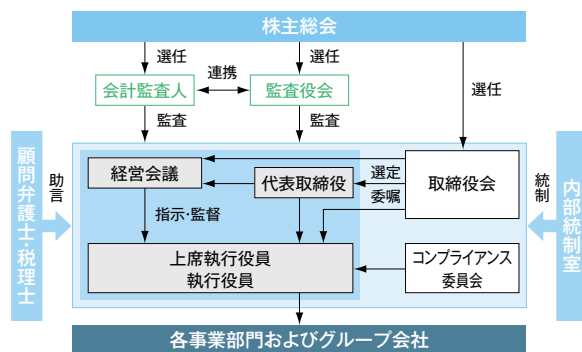 株主総会
選任
選任
選任
会計監査人
連携
監査役会
監査
監査
顧問弁護士・税理士
助言
経営会議
代表取締役
選定
委嘱
取締役会
統制
内部統制室
指示・監督
上席執行役員
執行役員
コンプライアンス
委員会
各事業部門およびグループ会社